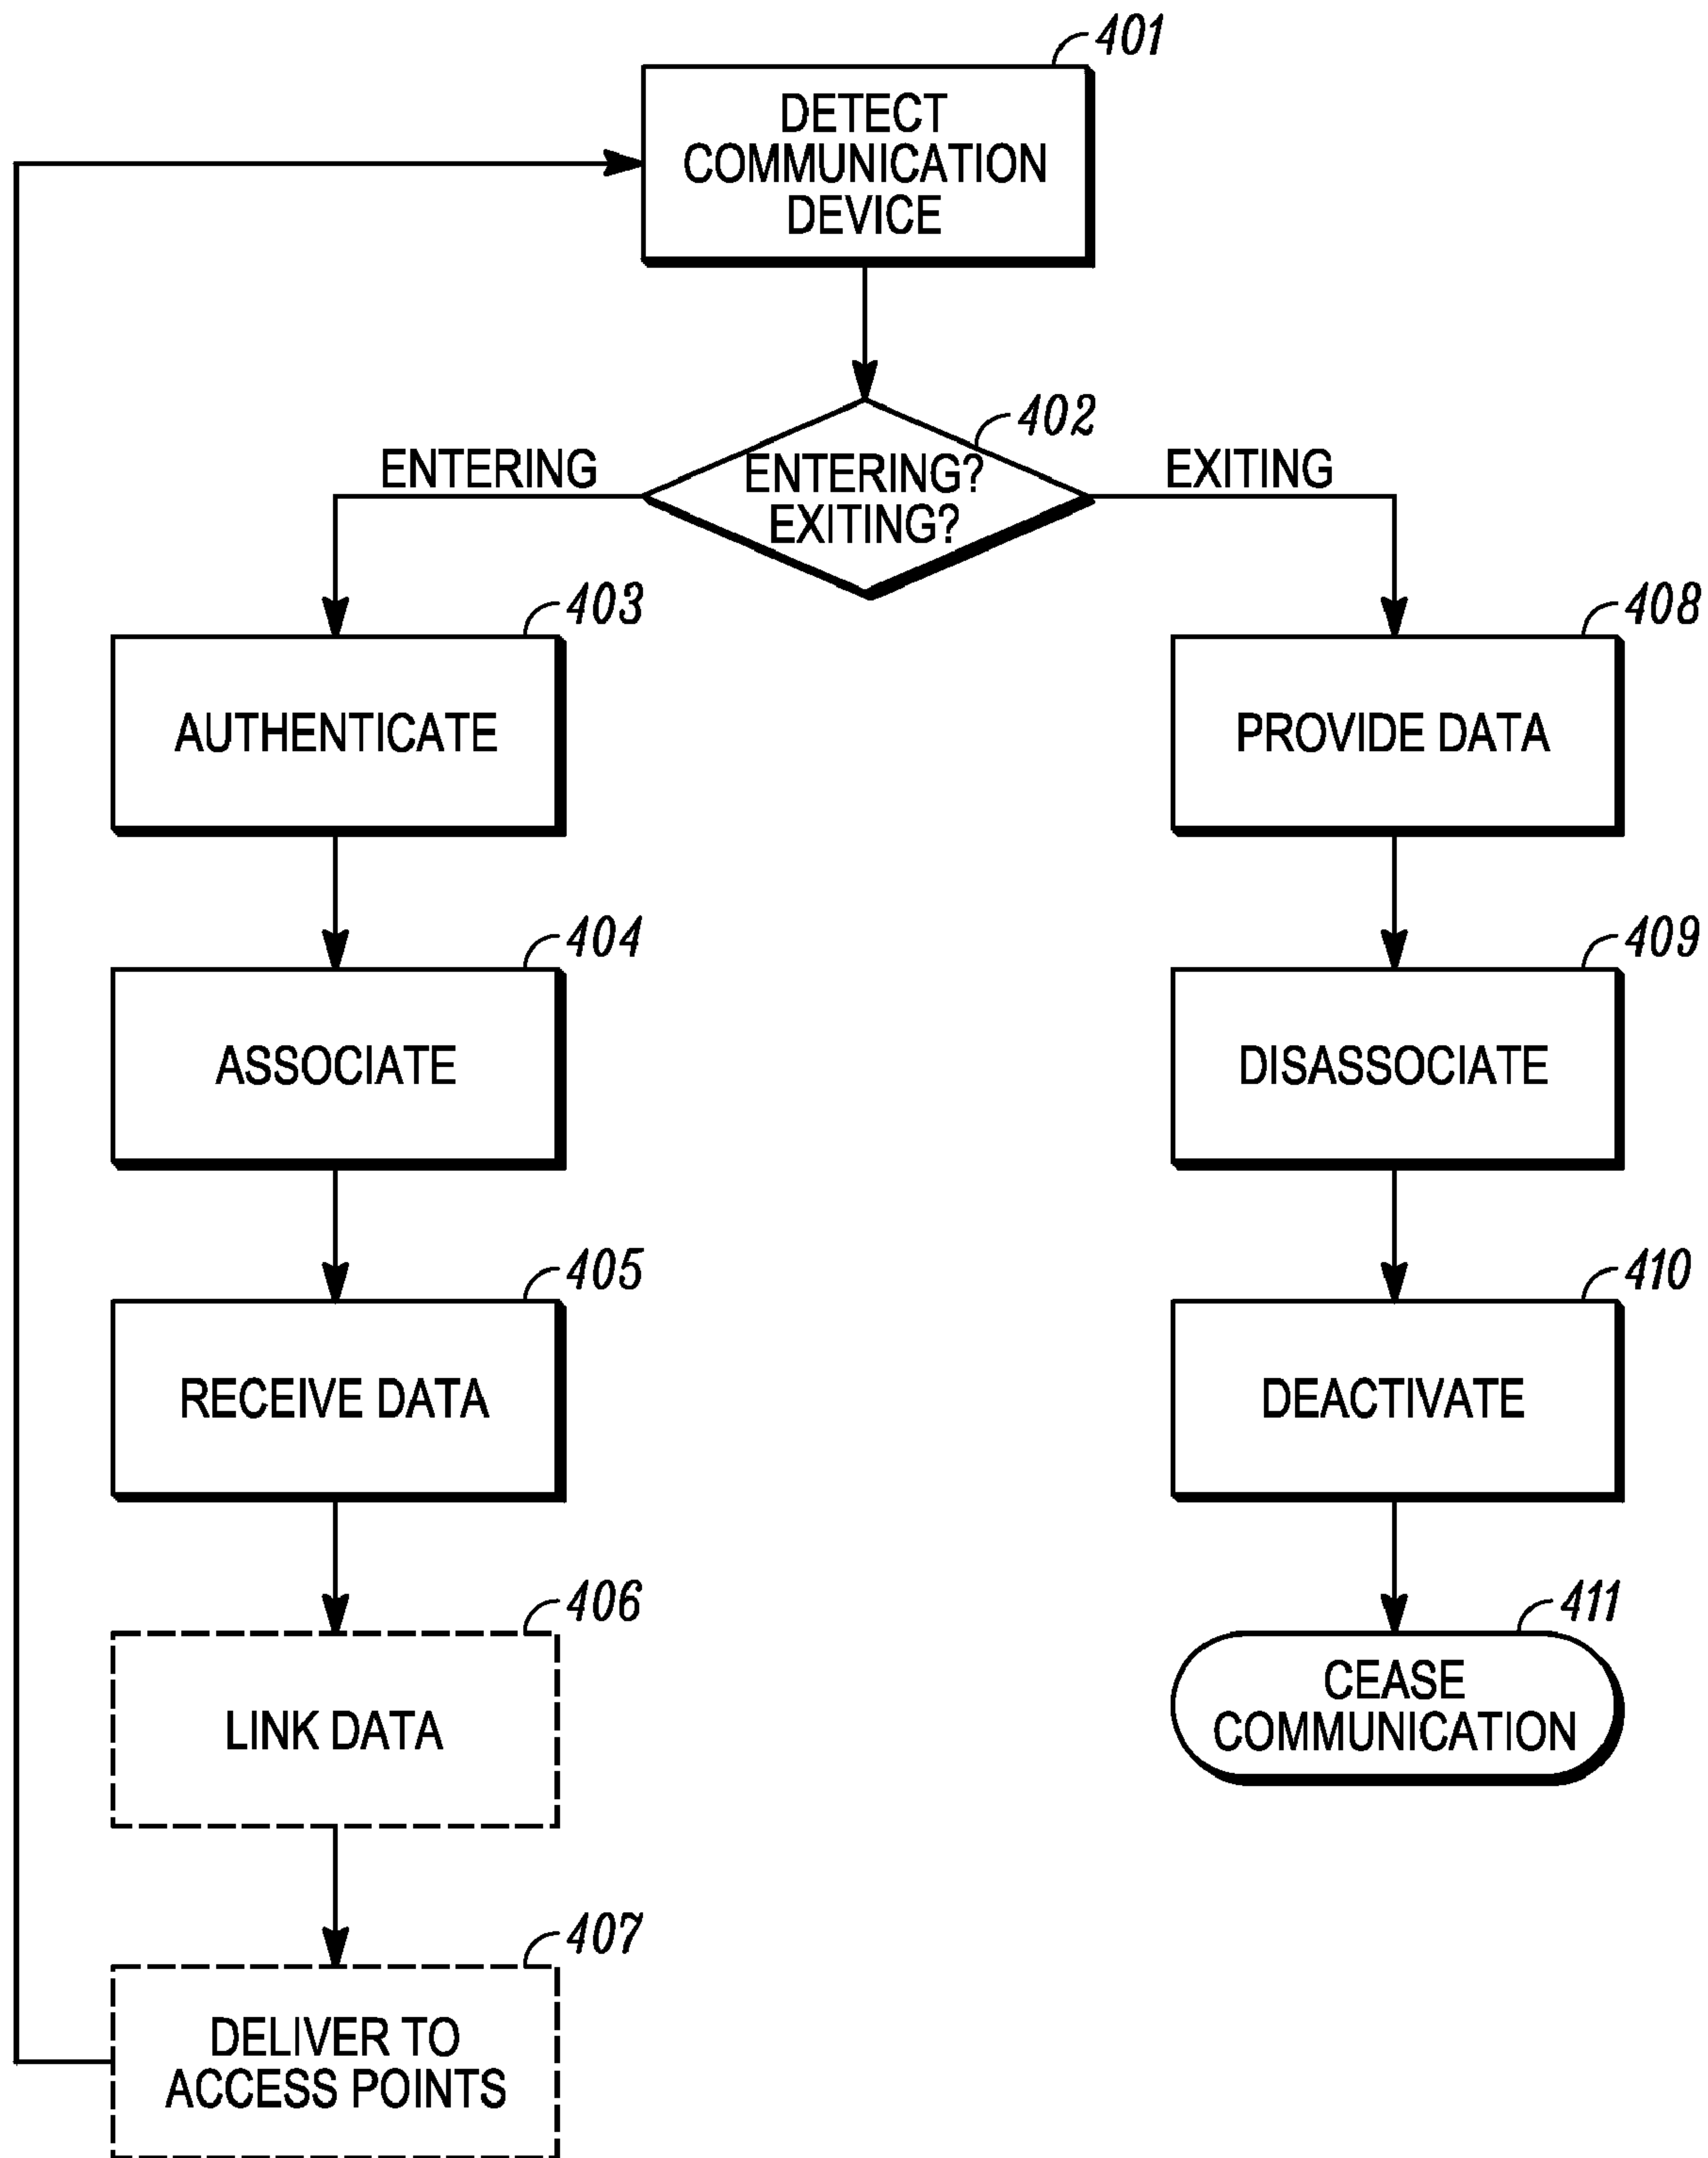 401
DETECT
COMMUNICATION
DEVICE
402
ENTERING
ENTERING?
EXITING?
EXITING
403
AUTHENTICATE
408
PROVIDE DATA
404
ASSOCIATE
409
DISASSOCIATE
405
RECEIVE DATA
410
DEACTIVATE
406
LINK DATA
411
CEASE
COMMUNICATION
407
DELIVER TO
ACCESS POINTS